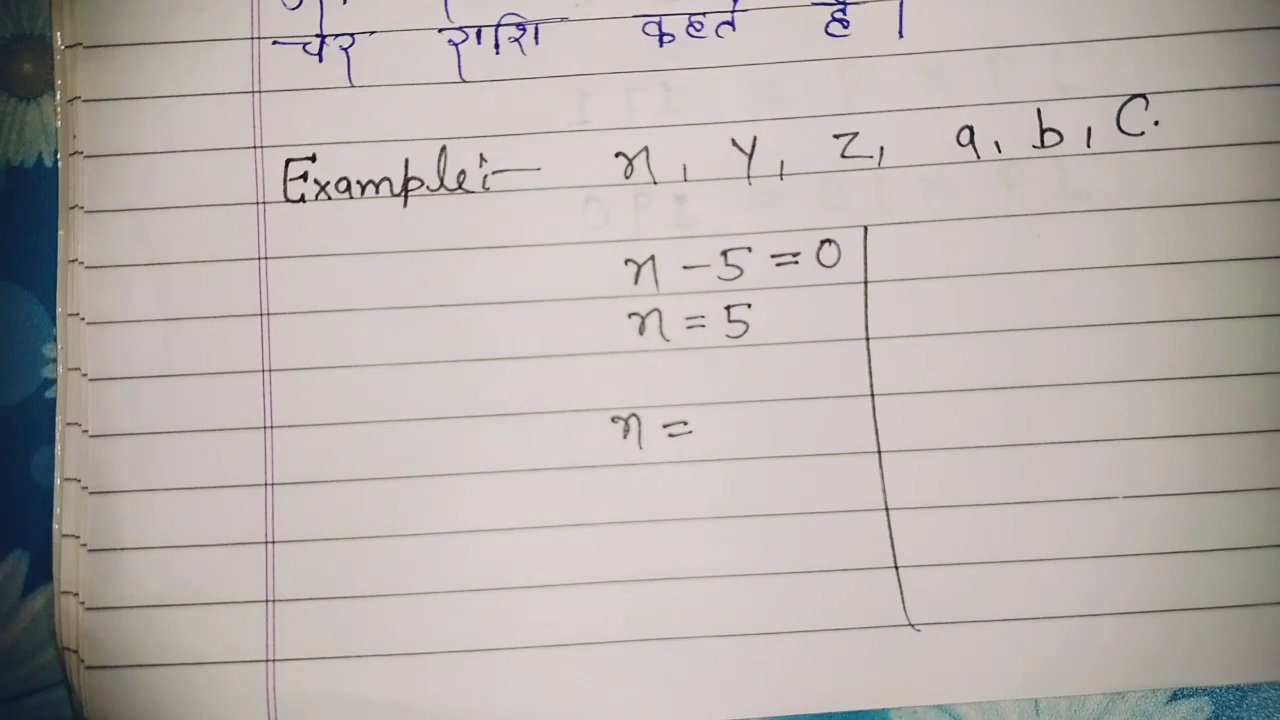 चर राशि कहते हैं।
Example:- x, y, z, a, b, c.
x - 5 = 0
x = 5
x =